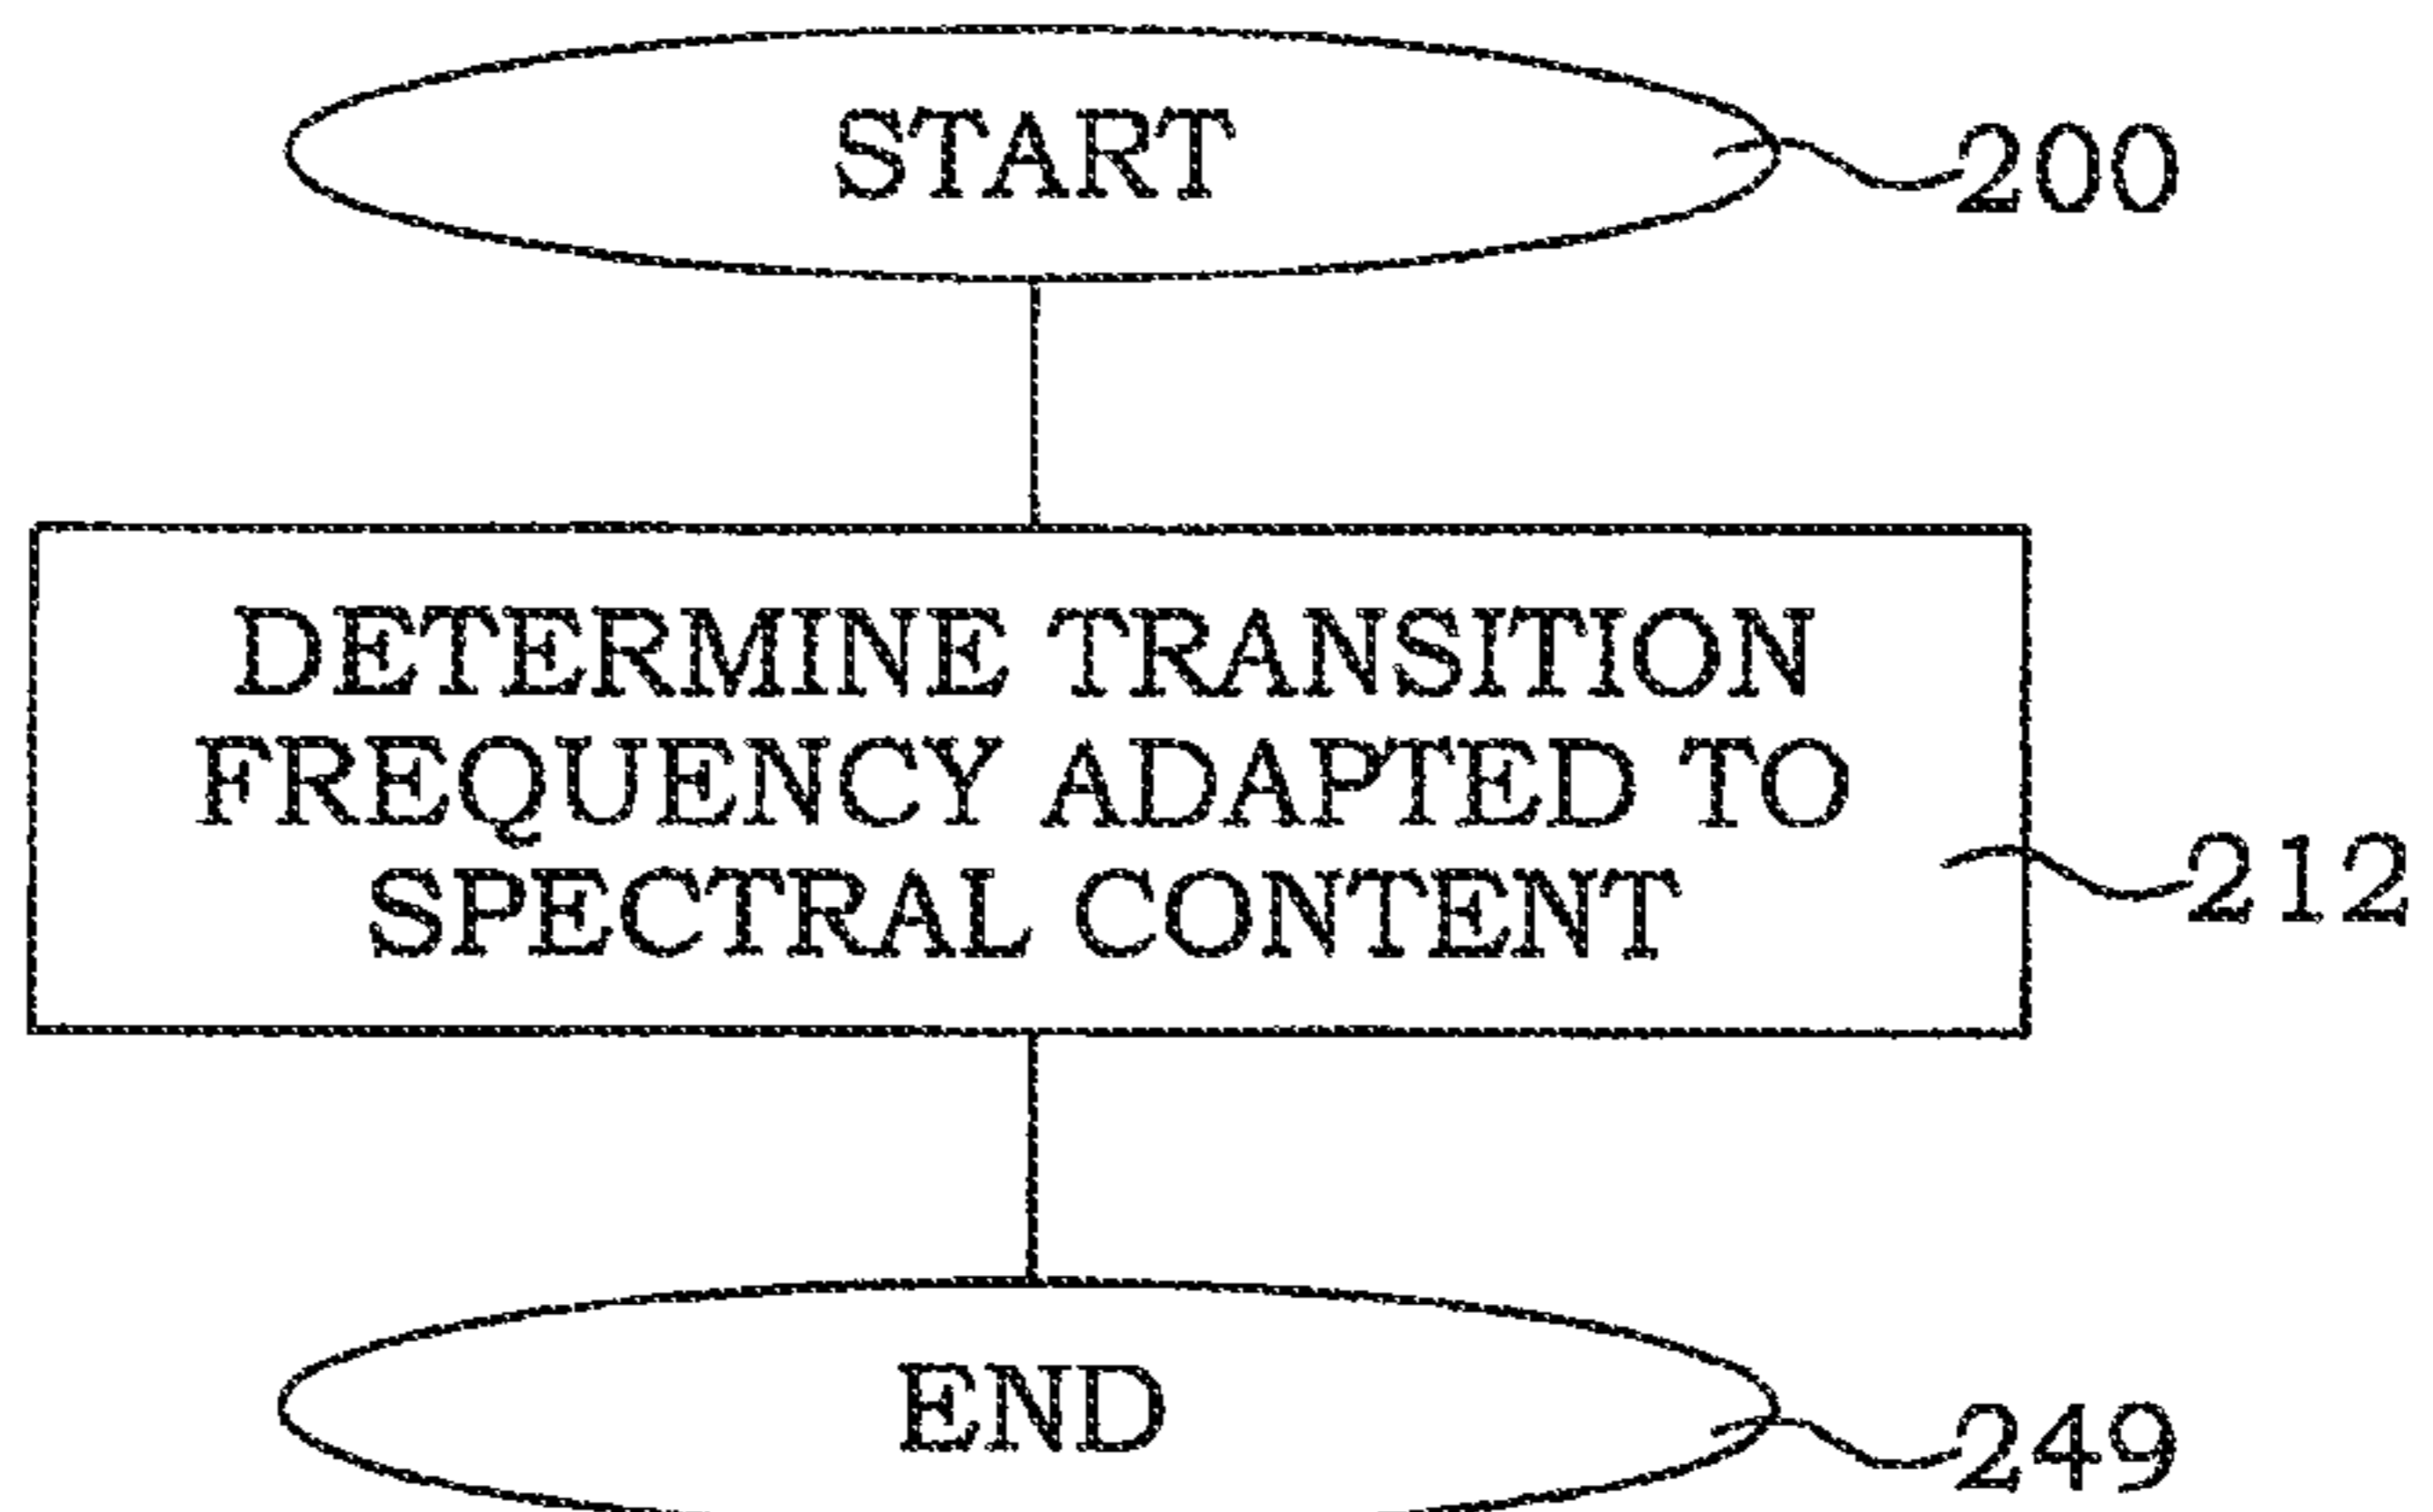 START
200
DETERMINE TRANSITION
FREQUENCY ADAPTED TO
SPECTRAL CONTENT
212
END
249